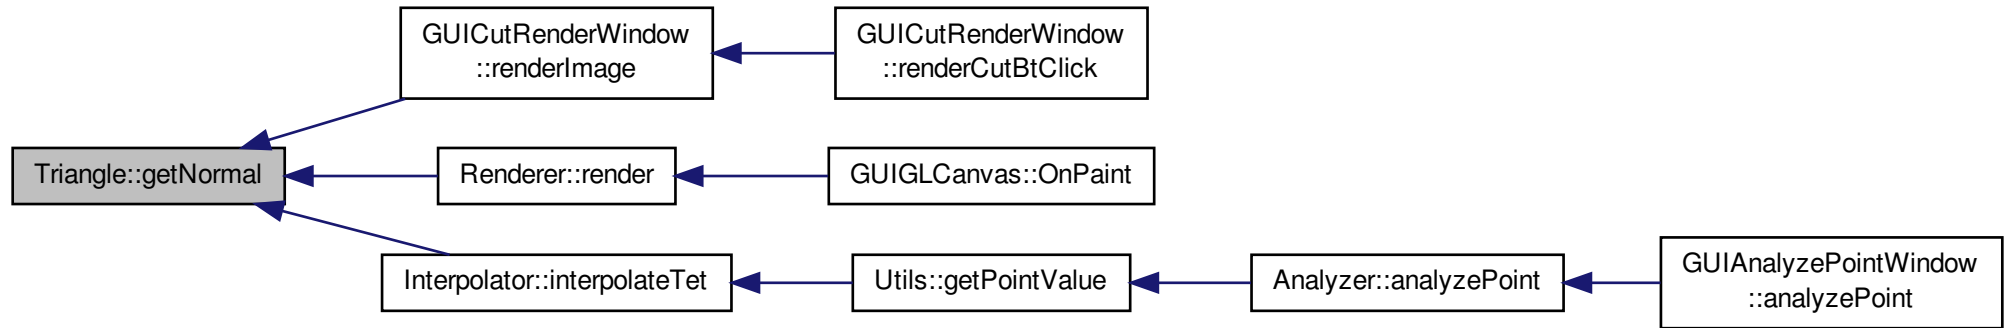 GUICutRenderWindow
::renderImage
GUICutRenderWindow
::renderCutBtClick
Triangle::getNormal
Renderer::render
GUIGLCanvas::OnPaint
Interpolator::interpolateTet
Utils::getPointValue
Analyzer::analyzePoint
GUIAnalyzePointWindow
::analyzePoint